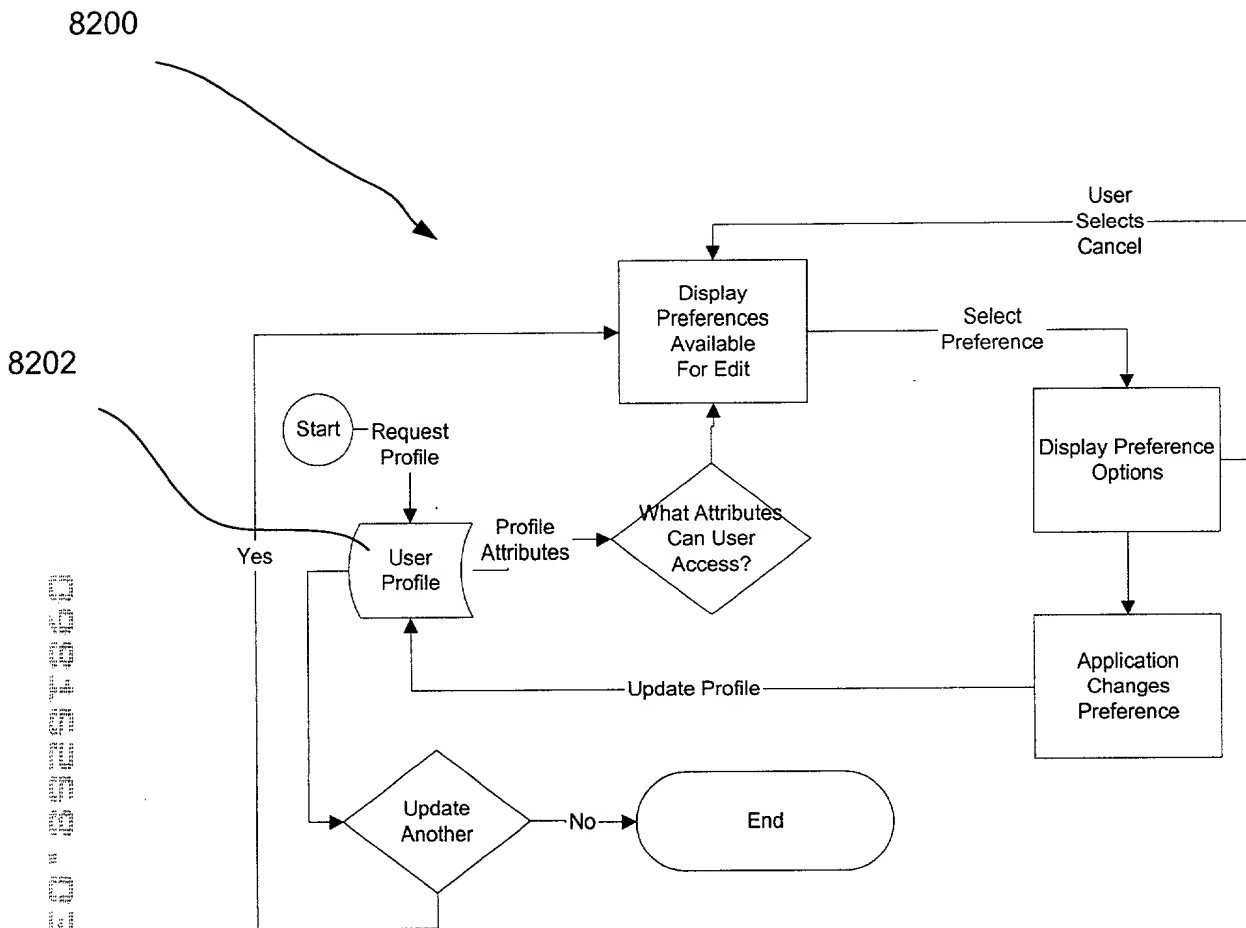 8200
User
Selects
Cancel
Display
Preferences
Available
For Edit
Select
Preference
8202
Start
Request
Profile
Display Preference
Options
What Attributes
Can User
Access?
Profile
Attributes
User
Profile
Yes
Application
Changes
Preference
Update Profile
Update
Another
No
End